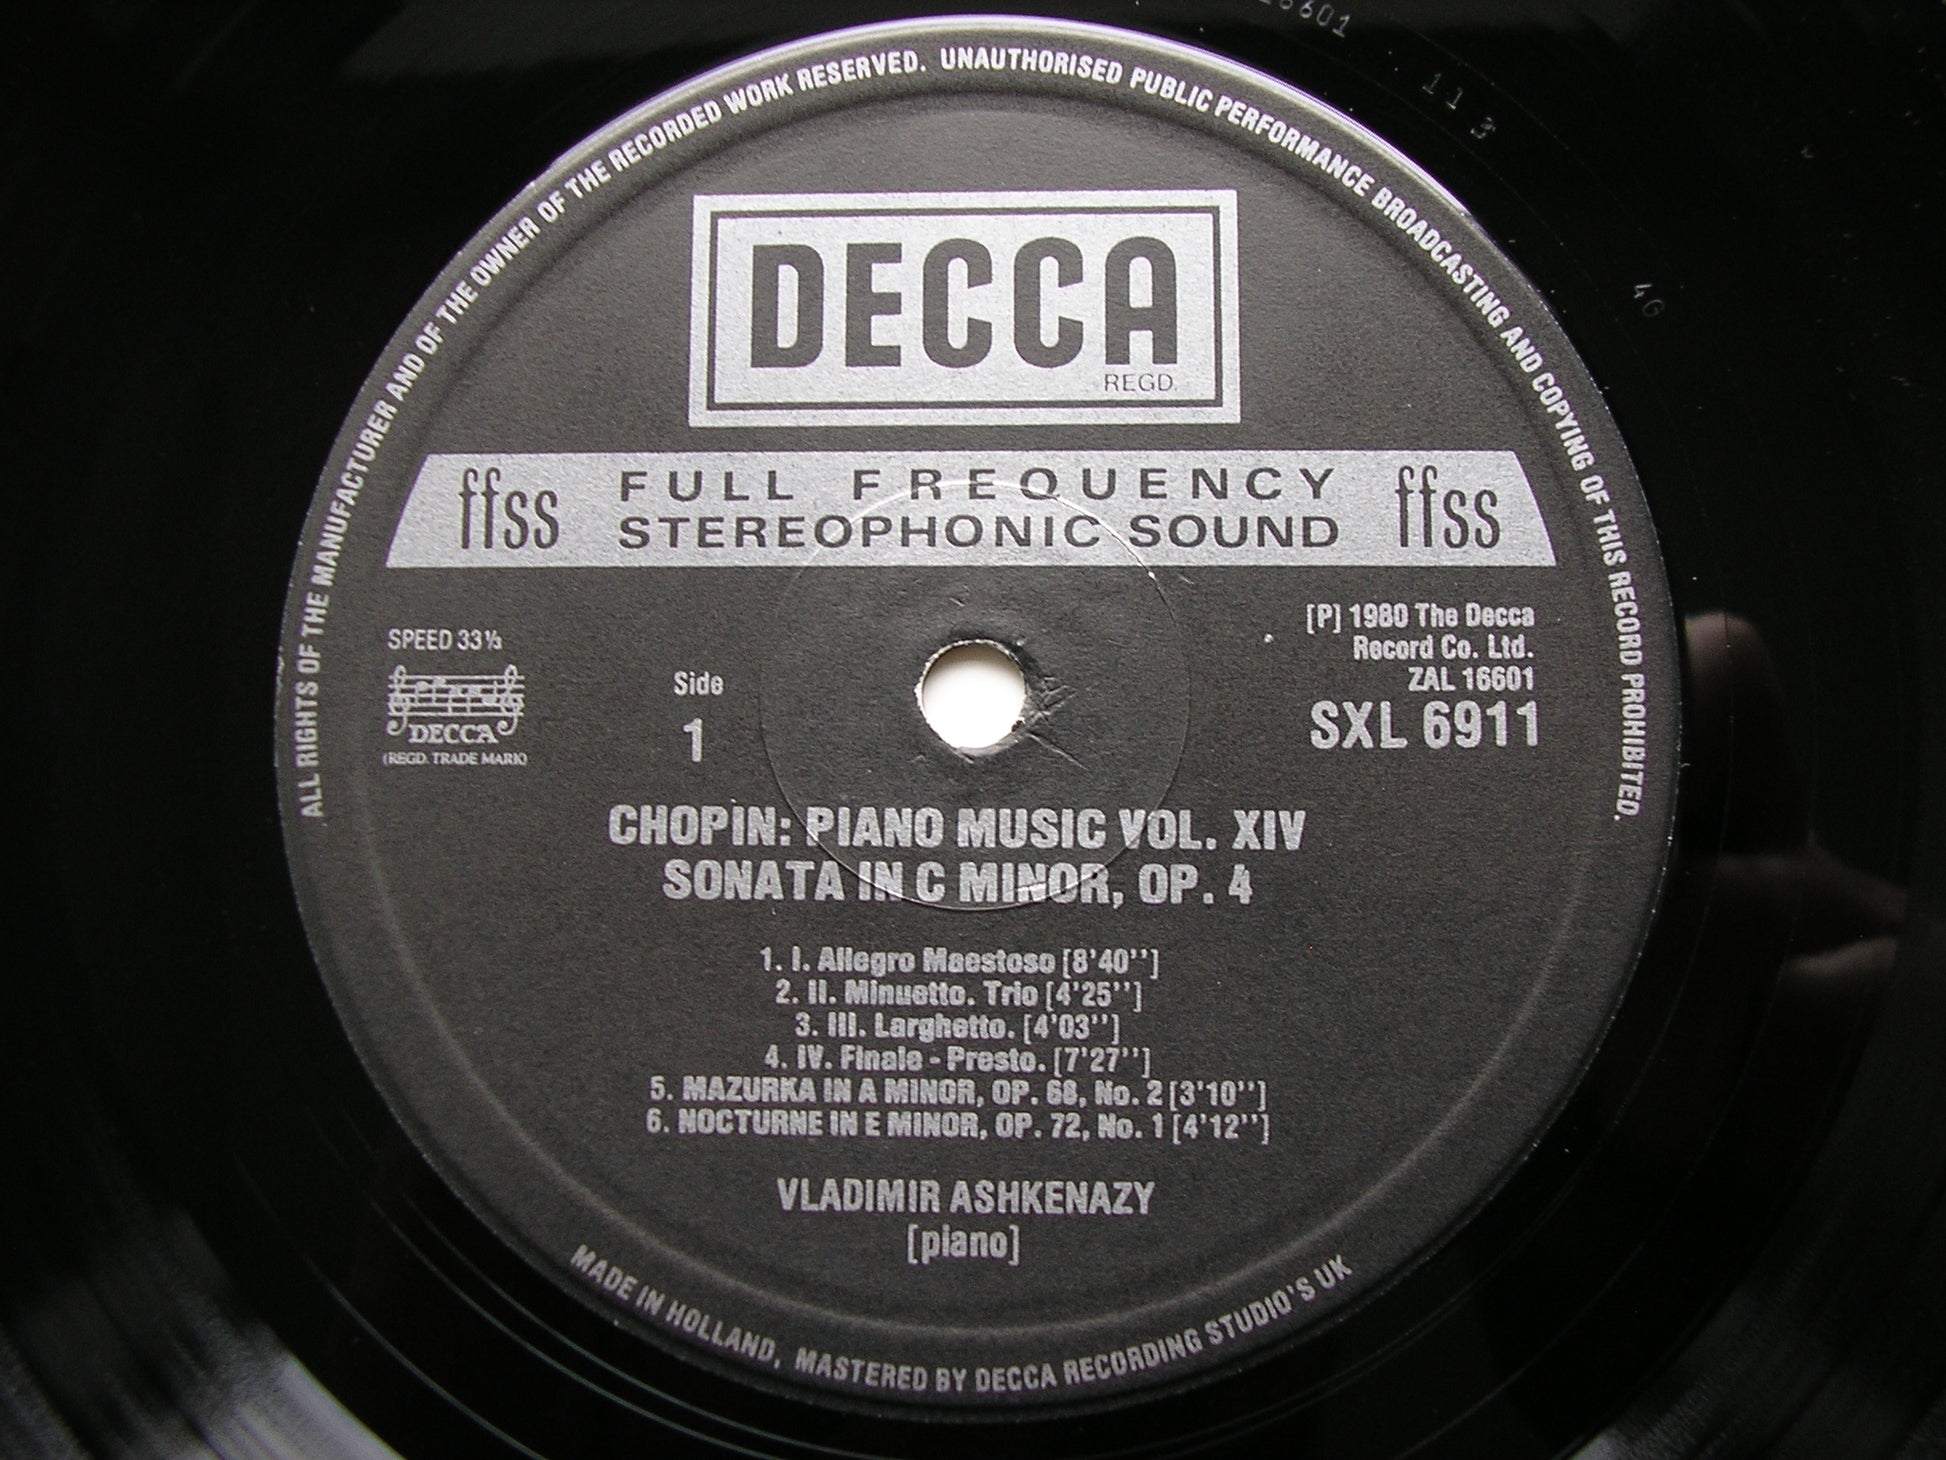 6601
113
4G
ALL RIGHTS OF THE MANUFACTURER AND OF THE OWNER OF THE RECORDED WORK RESERVED. UNAUTHORISED PUBLIC PERFORMANCE BROADCASTING AND COPYING OF THIS RECORD PROHIBITED.
DECCA
REGD.
ffss FULL FREQUENCY STEREOPHONIC SOUND ffss
SPEED 33⅓
DECCA
(REGD. TRADE MARK)
Side
1
[P] 1980 The Decca
Record Co. Ltd.
ZAL 16601
SXL 6911
CHOPIN: PIANO MUSIC VOL. XIV
SONATA IN C MINOR, OP. 4
1. I. Allegro Maestoso [8'40'']
2. II. Minuetto. Trio [4'25'']
3. III. Larghetto. [4'03'']
4. IV. Finale - Presto. [7'27'']
5. MAZURKA IN A MINOR, OP. 68, No. 2 [3'10'']
6. NOCTURNE IN E MINOR, OP. 72, No. 1 [4'12'']
VLADIMIR ASHKENAZY
[piano]
MADE IN HOLLAND, MASTERED BY DECCA RECORDING STUDIO'S UK